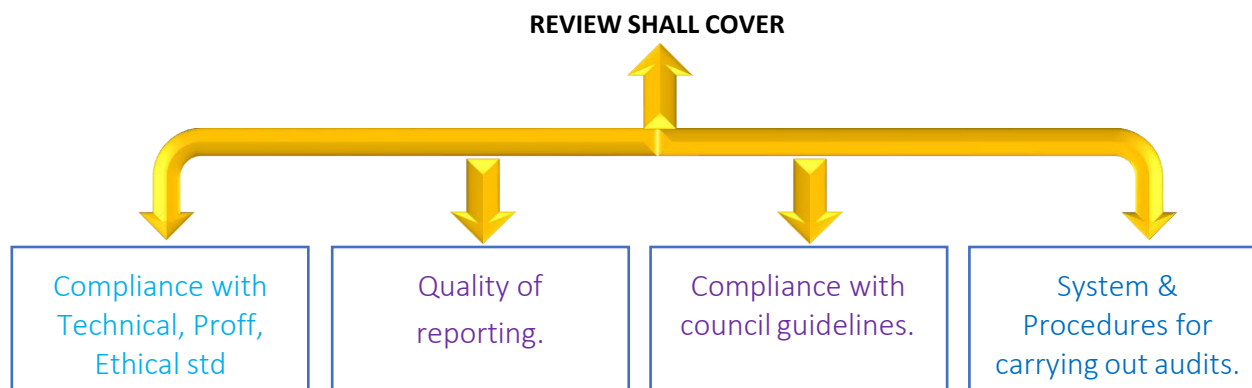 REVIEW SHALL COVER
Compliance with
Technical, Proff,
Ethical std
Quality of
reporting.
Compliance with
council guidelines.
System &
Procedures for
carrying out audits.